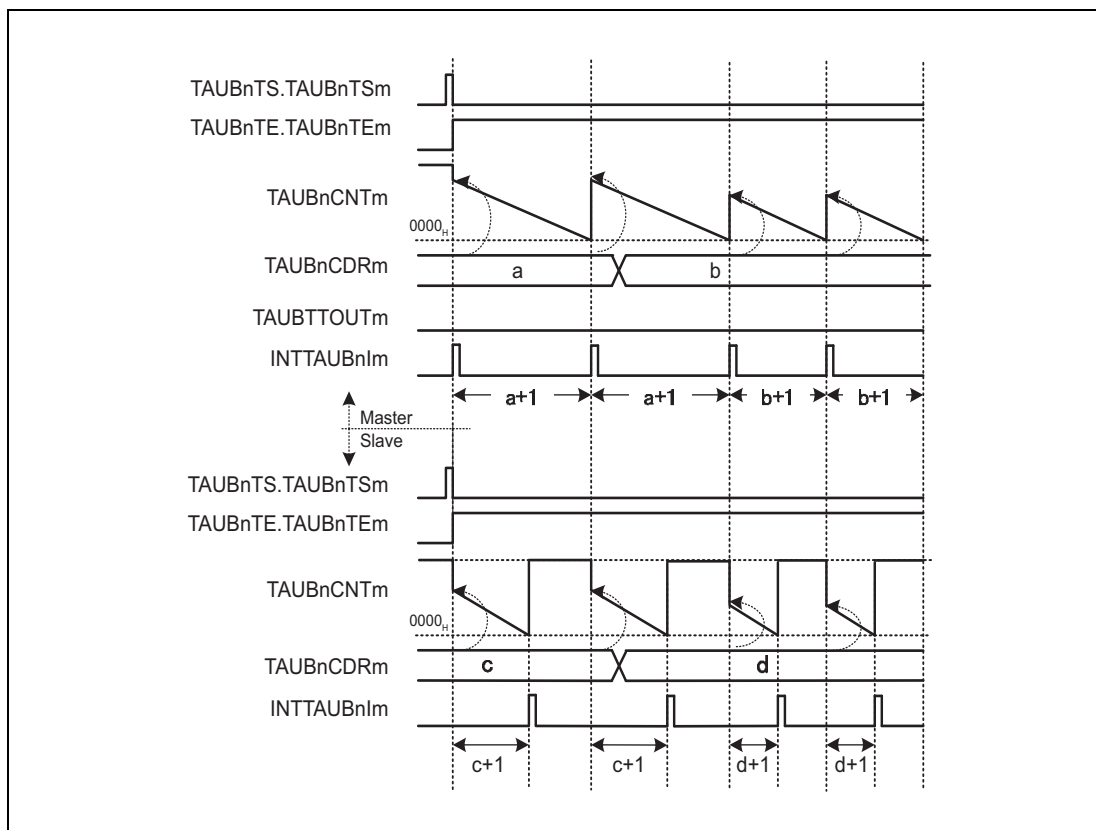 TAUBnTS.TAUBnTSm
TAUBnTE.TAUBnTEm
TAUBnCNTm
0000H
TAUBnCDRm
a
b
TAUBTTOUTm
INTTAUBnIm
a+1
a+1
b+1
b+1
Master
Slave
TAUBnTS.TAUBnTSm
TAUBnTE.TAUBnTEm
TAUBnCNTm
0000H
TAUBnCDRm
c
d
INTTAUBnIm
c+1
c+1
d+1
d+1